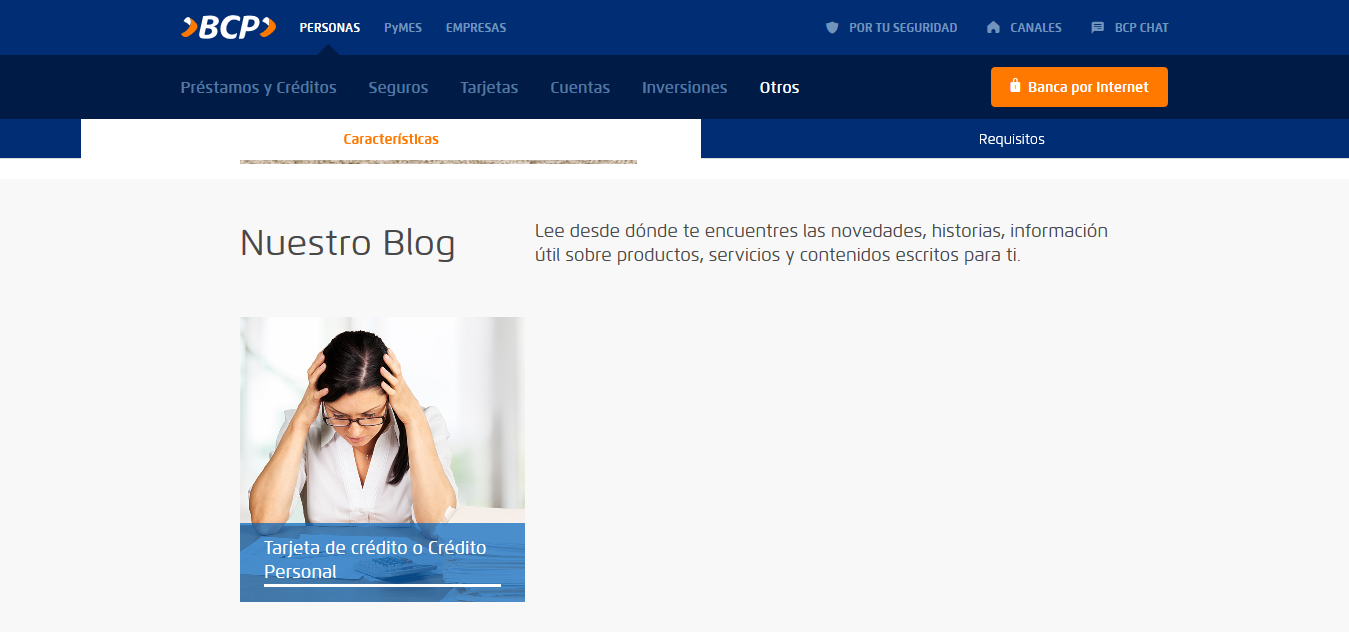 BCP PERSONAS PyMES EMPRESAS POR TU SEGURIDAD CANALES BCP CHAT
Préstamos y Créditos Seguros Tarjetas Cuentas Inversiones Otros Banca por Internet
Características Requisitos
Nuestro Blog
Lee desde dónde te encuentres las novedades, historias, información
útil sobre productos, servicios y contenidos escritos para ti.
Tarjeta de crédito o Crédito
Personal